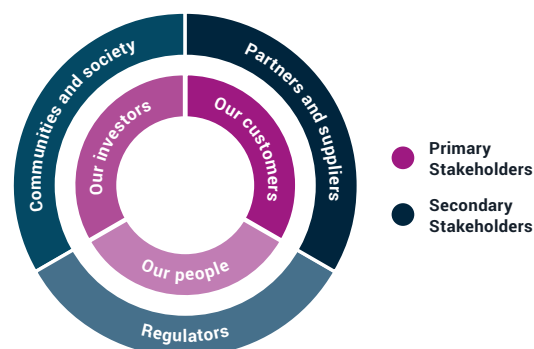 Communities and society
Partners and suppliers
Our investors
Our customers
Our people
Regulators
Primary
Stakeholders
Secondary
Stakeholders